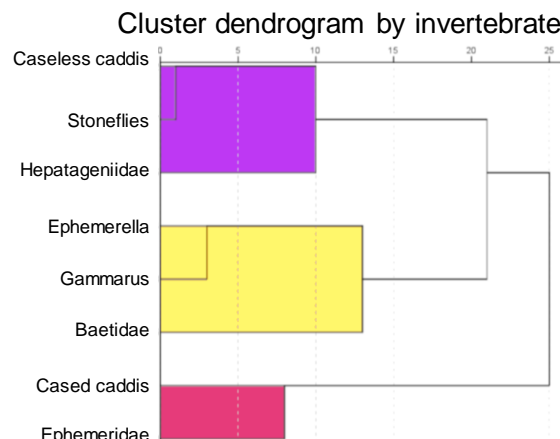 Cluster dendrogram by invertebrate
0 5 10 15 20 25
Caseless caddis
Stoneflies
Hepatageniidae
Ephemerella
Gammarus
Baetidae
Cased caddis
Ephemeridae